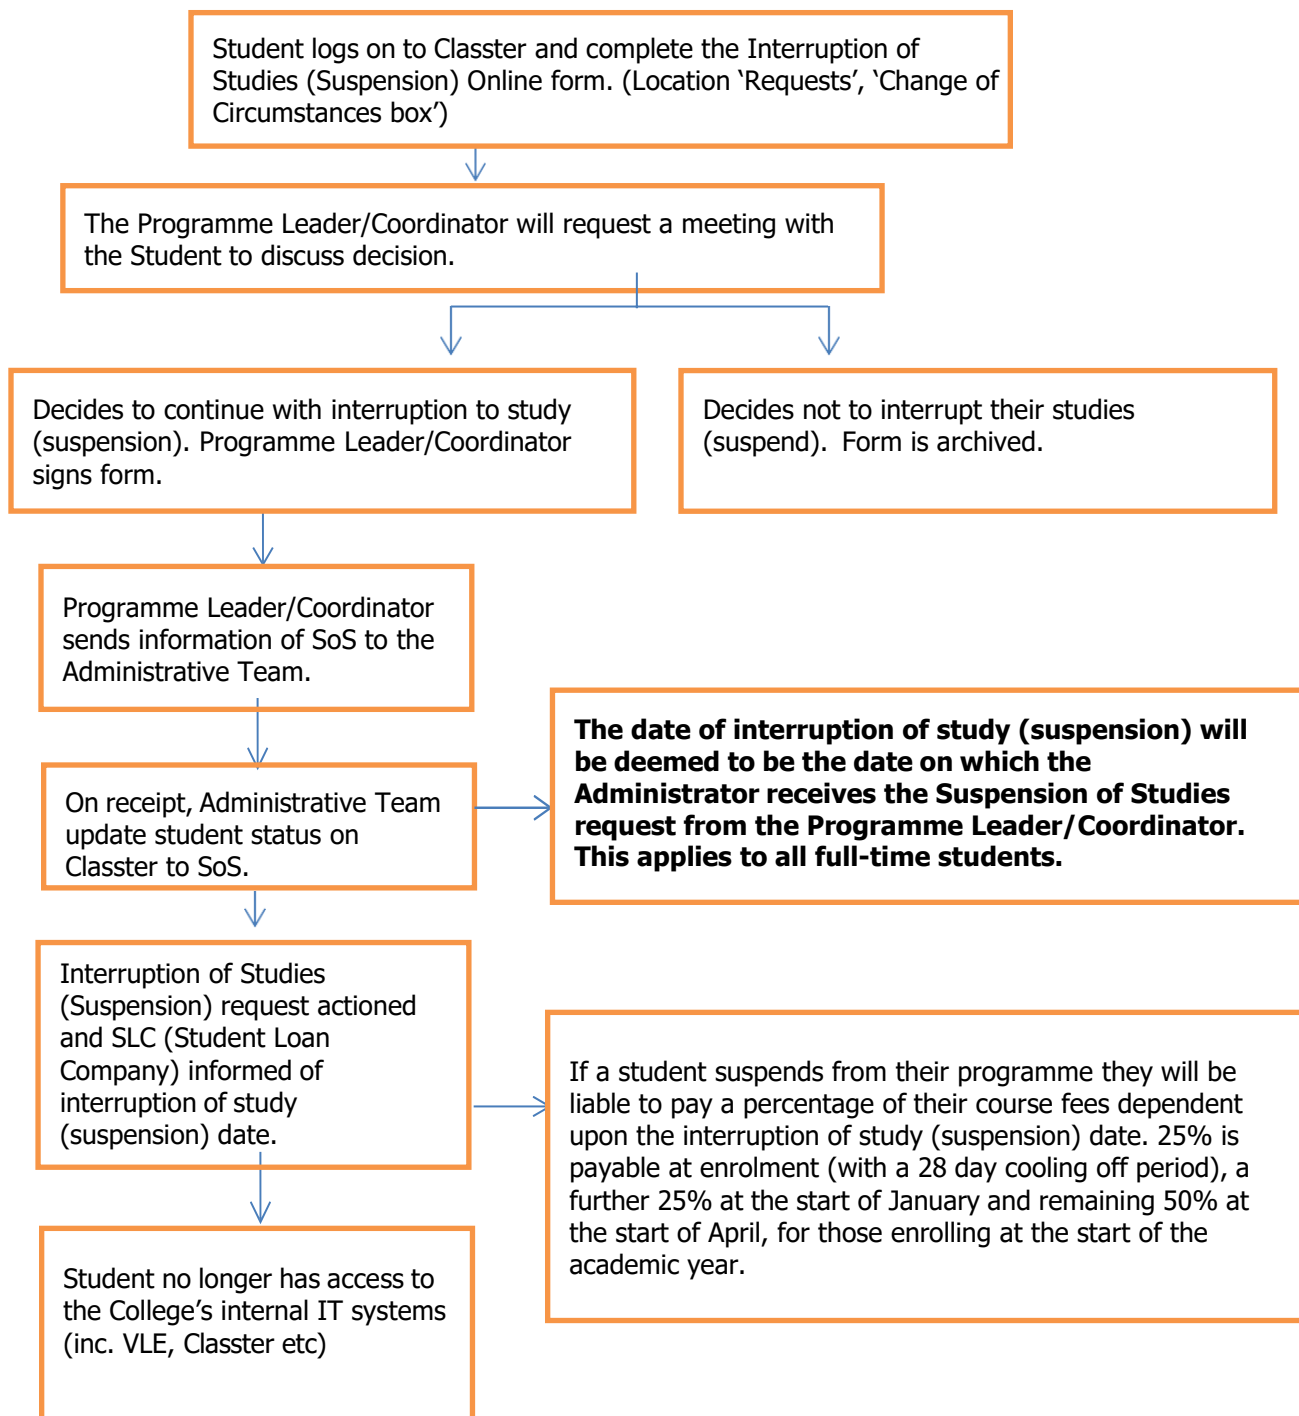 Student logs on to Classter and complete the Interruption of
Studies (Suspension) Online form. (Location ‘Requests’, ‘Change of
Circumstances box’)
The Programme Leader/Coordinator will request a meeting with
the Student to discuss decision.
Decides to continue with interruption to study
(suspension). Programme Leader/Coordinator
signs form.
Decides not to interrupt their studies
(suspend). Form is archived.
Programme Leader/Coordinator
sends information of SoS to the
Administrative Team.
The date of interruption of study (suspension) will
be deemed to be the date on which the
Administrator receives the Suspension of Studies
request from the Programme Leader/Coordinator.
This applies to all full-time students.
On receipt, Administrative Team
update student status on
Classter to SoS.
Interruption of Studies
(Suspension) request actioned
and SLC (Student Loan
Company) informed of
interruption of study
(suspension) date.
If a student suspends from their programme they will be
liable to pay a percentage of their course fees dependent
upon the interruption of study (suspension) date. 25% is
payable at enrolment (with a 28 day cooling off period), a
further 25% at the start of January and remaining 50% at
the start of April, for those enrolling at the start of the
academic year.
Student no longer has access to
the College’s internal IT systems
(inc. VLE, Classter etc)